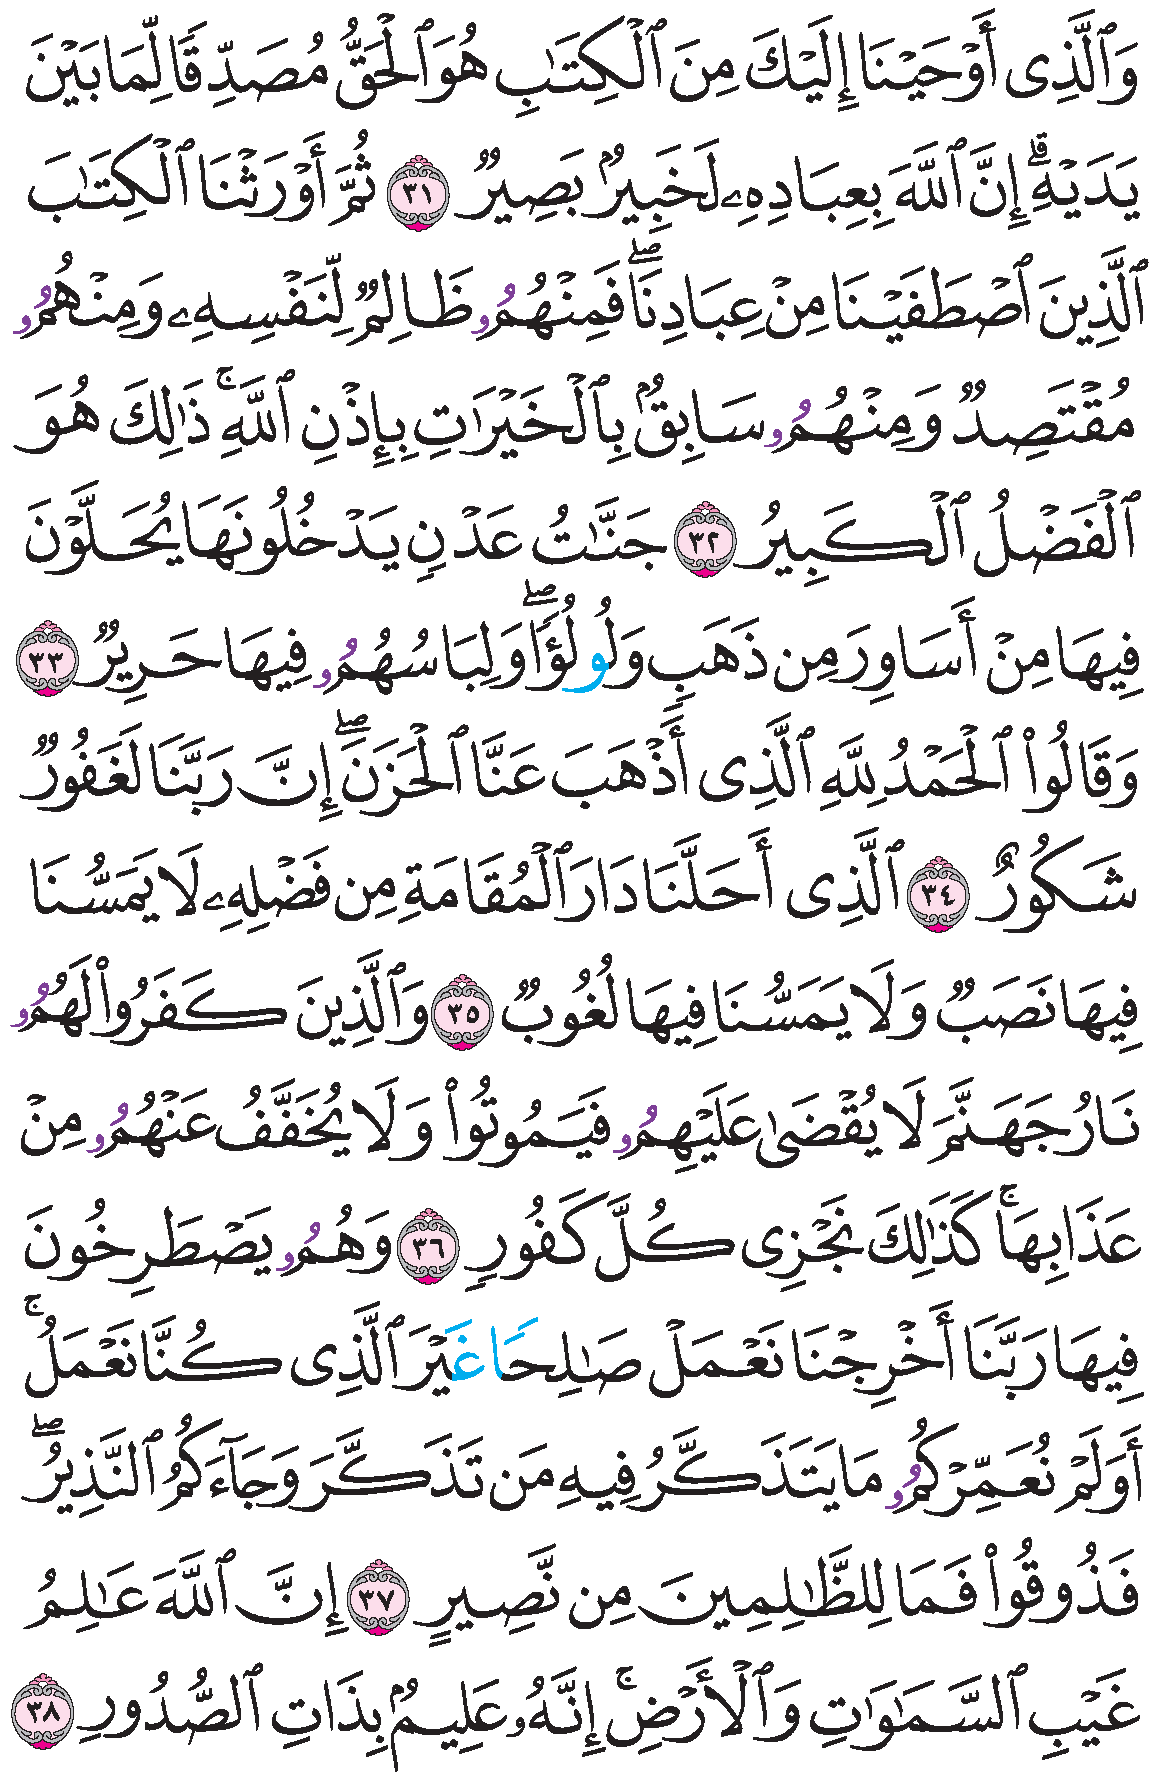 وَٱلَّذِىٓ أَوْحَيْنَا إِلَيْكَ مِنَ ٱلْكِتَـٰبِ هُوَ ٱلْحَقُّ مُصَدِّقًا لِّمَا بَيْنَ
يَدَيْهِ ۗ إِنَّ ٱللَّهَ بِعِبَادِهِۦ لَخَبِيرٌۢ بَصِيرٌ ٣١ ثُمَّ أَوْرَثْنَا ٱلْكِتَـٰبَ
ٱلَّذِينَ ٱصْطَفَيْنَا مِنْ عِبَادِنَا ۖ فَمِنْهُمُۥ ظَالِمٌ لِّنَفْسِهِۦ وَمِنْهُمُۥ
مُقْتَصِدٌ وَمِنْهُمُۥ سَابِقٌۢ بِٱلْخَيْرَٰتِ بِإِذْنِ ٱللَّهِ ۚ ذَٰلِكَ هُوَ
ٱلْفَضْلُ ٱلْكَبِيرُ ٣٢ جَنَّـٰتُ عَدْنٍ يَدْخُلُونَهَا يُحَلَّوْنَ
فِيهَا مِنْ أَسَاوِرَ مِن ذَهَبٍ وَلُولُؤًا ۖ وَلِبَاسُهُمُۥ فِيهَا حَرِيرٌ ٣٣
وَقَالُوا۟ ٱلْحَمْدُ لِلَّهِ ٱلَّذِى أَذْهَبَ عَنَّا ٱلْحَزَنَ ۖ إِنَّ رَبَّنَا لَغَفُورٌ
شَكُورٌ ٣٤ ٱلَّذِى أَحَلَّنَا دَارَ ٱلْمُقَامَةِ مِن فَضْلِهِۦ لَا يَمَسُّنَا
فِيهَا نَصَبٌ وَلَا يَمَسُّنَا فِيهَا لُغُوبٌ ٣٥ وَٱلَّذِينَ كَفَرُوا۟ لَهُمُۥ
نَارُ جَهَنَّمَ لَا يُقْضَىٰ عَلَيْهِمُۥ فَيَمُوتُوا۟ وَلَا يُخَفَّفُ عَنْهُمُۥ مِنْ
عَذَابِهَا ۚ كَذَٰلِكَ نَجْزِى كُلَّ كَفُورٍ ٣٦ وَهُمُۥ يَصْطَرِخُونَ
فِيهَا رَبَّنَا أَخْرِجْنَا نَعْمَلْ صَـٰلِحًا غَيْرَ ٱلَّذِى كُنَّا نَعْمَلُ ۚ
أَوَلَمْ نُعَمِّرْكُمُۥ مَا يَتَذَكَّرُ فِيهِ مَن تَذَكَّرَ وَجَآءَكُمُ ٱلنَّذِيرُ ۖ
فَذُوقُوا۟ فَمَا لِلظَّـٰلِمِينَ مِن نَّصِيرٍ ٣٧ إِنَّ ٱللَّهَ عَـٰلِمُ
غَيْبِ ٱلسَّمَـٰوَٰتِ وَٱلْأَرْضِ ۚ إِنَّهُۥ عَلِيمٌۢ بِذَاتِ ٱلصُّدُورِ ٣٨